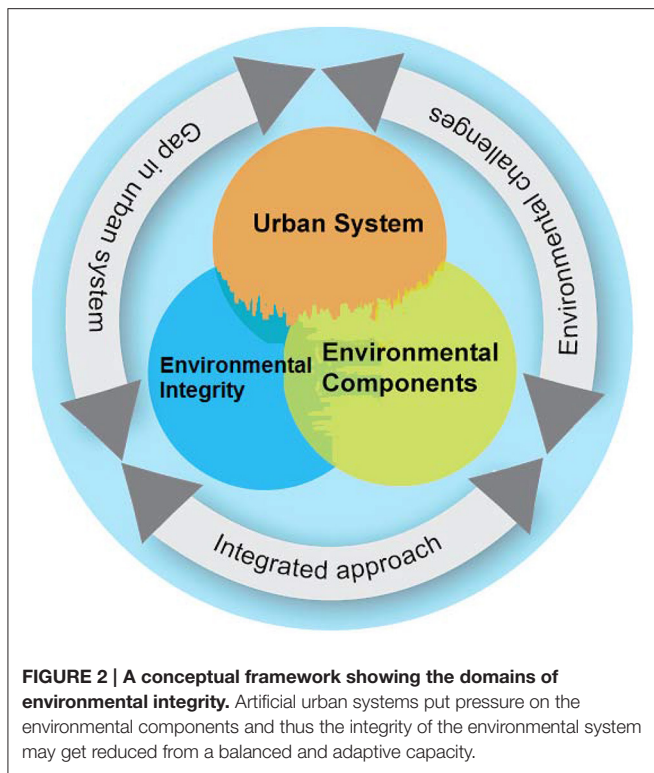 Gap in urban system
Environmental challenges
Urban System
Environmental
Integrity
Environmental
Components
Integrated approach
FIGURE 2 | A conceptual framework showing the domains of
environmental integrity. Artificial urban systems put pressure on the
environmental components and thus the integrity of the environmental system
may get reduced from a balanced and adaptive capacity.